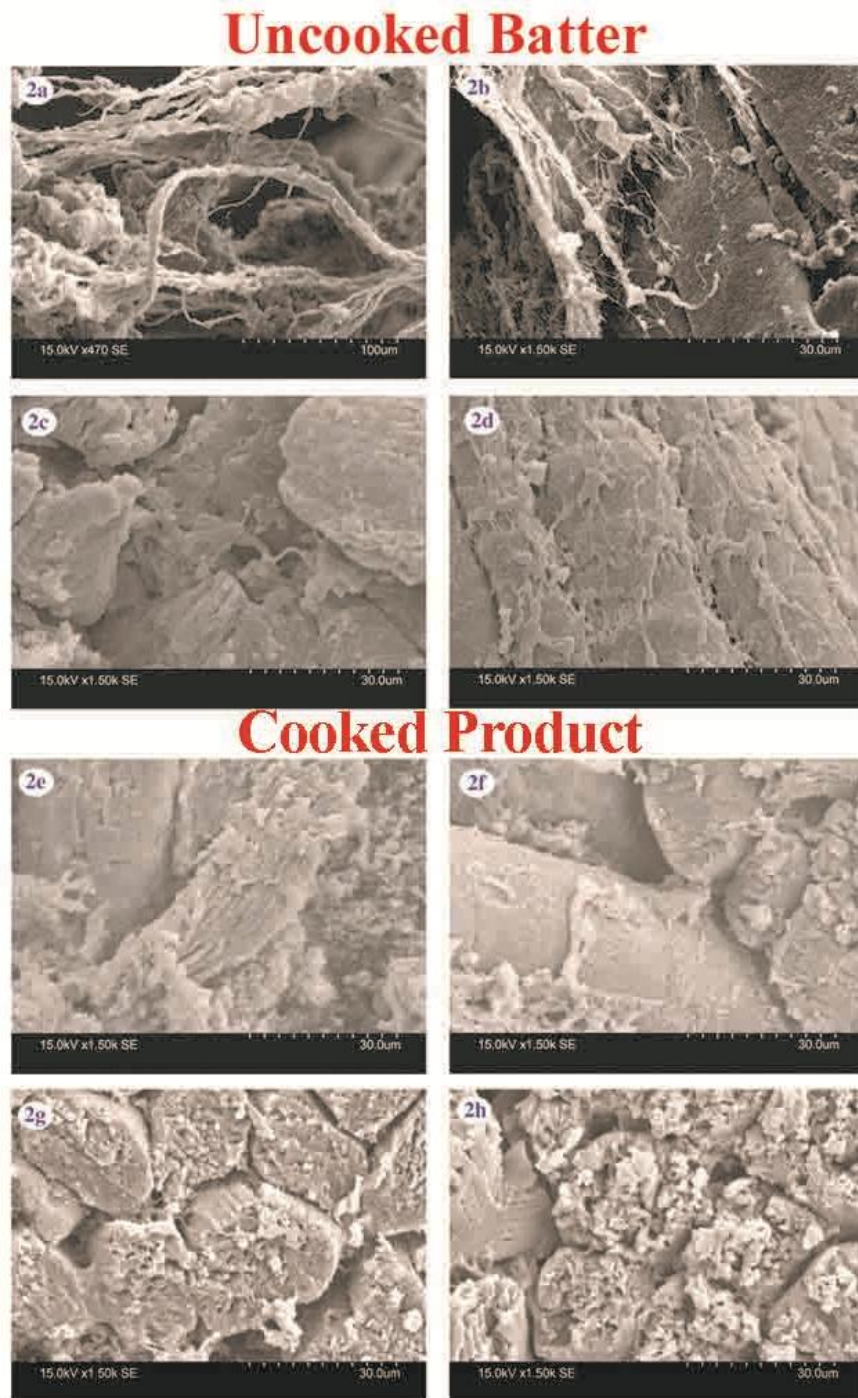 Uncooked Batter
2a
2b
15.0kV x470 SE 100um
15.0kV x1.50k SE 30.0um
2c
2d
15.0kV x1.50k SE 30.0um
15.0kV x1.50k SE 30.0um
Cooked Product
2e
2f
15.0kV x1.50k SE 30.0um
15.0kV x1.50k SE 30.0um
2g
2h
15.0kV x1 50k SE 30.0um
15.0kV x1.50k SE 30.0um